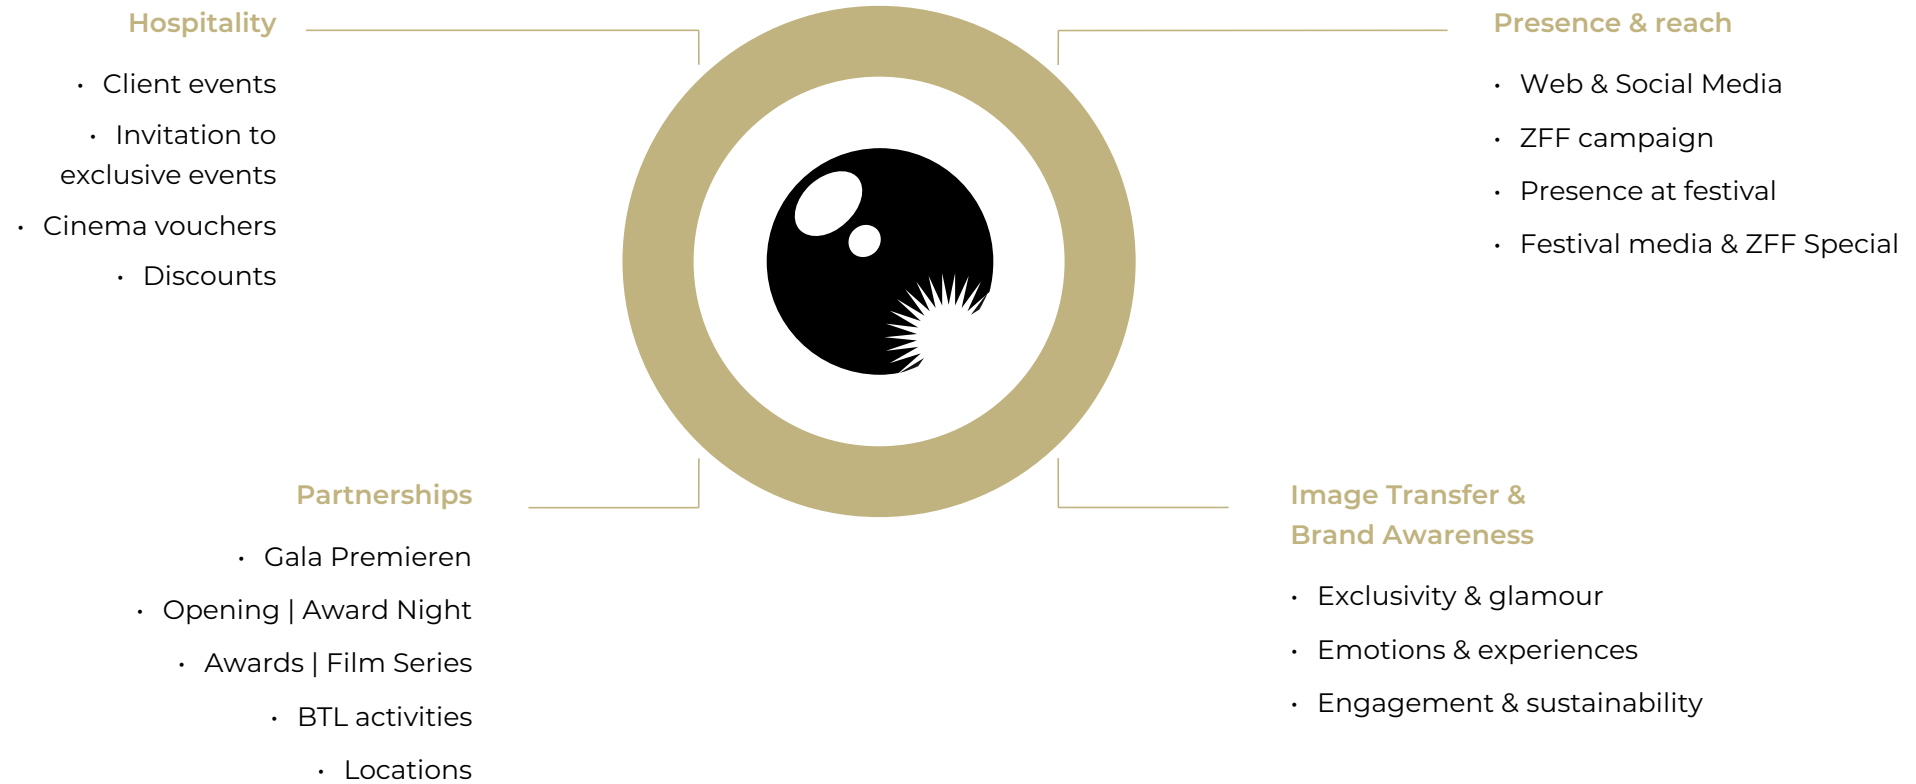 Hospitality
• Client events
• Invitation to
exclusive events
• Cinema vouchers
• Discounts
Presence & reach
• Web & Social Media
• ZFF campaign
• Presence at festival
• Festival media & ZFF Special
Partnerships
• Gala Premieren
• Opening | Award Night
• Awards | Film Series
• BTL activities
• Locations
Image Transfer &
Brand Awareness
• Exclusivity & glamour
• Emotions & experiences
• Engagement & sustainability